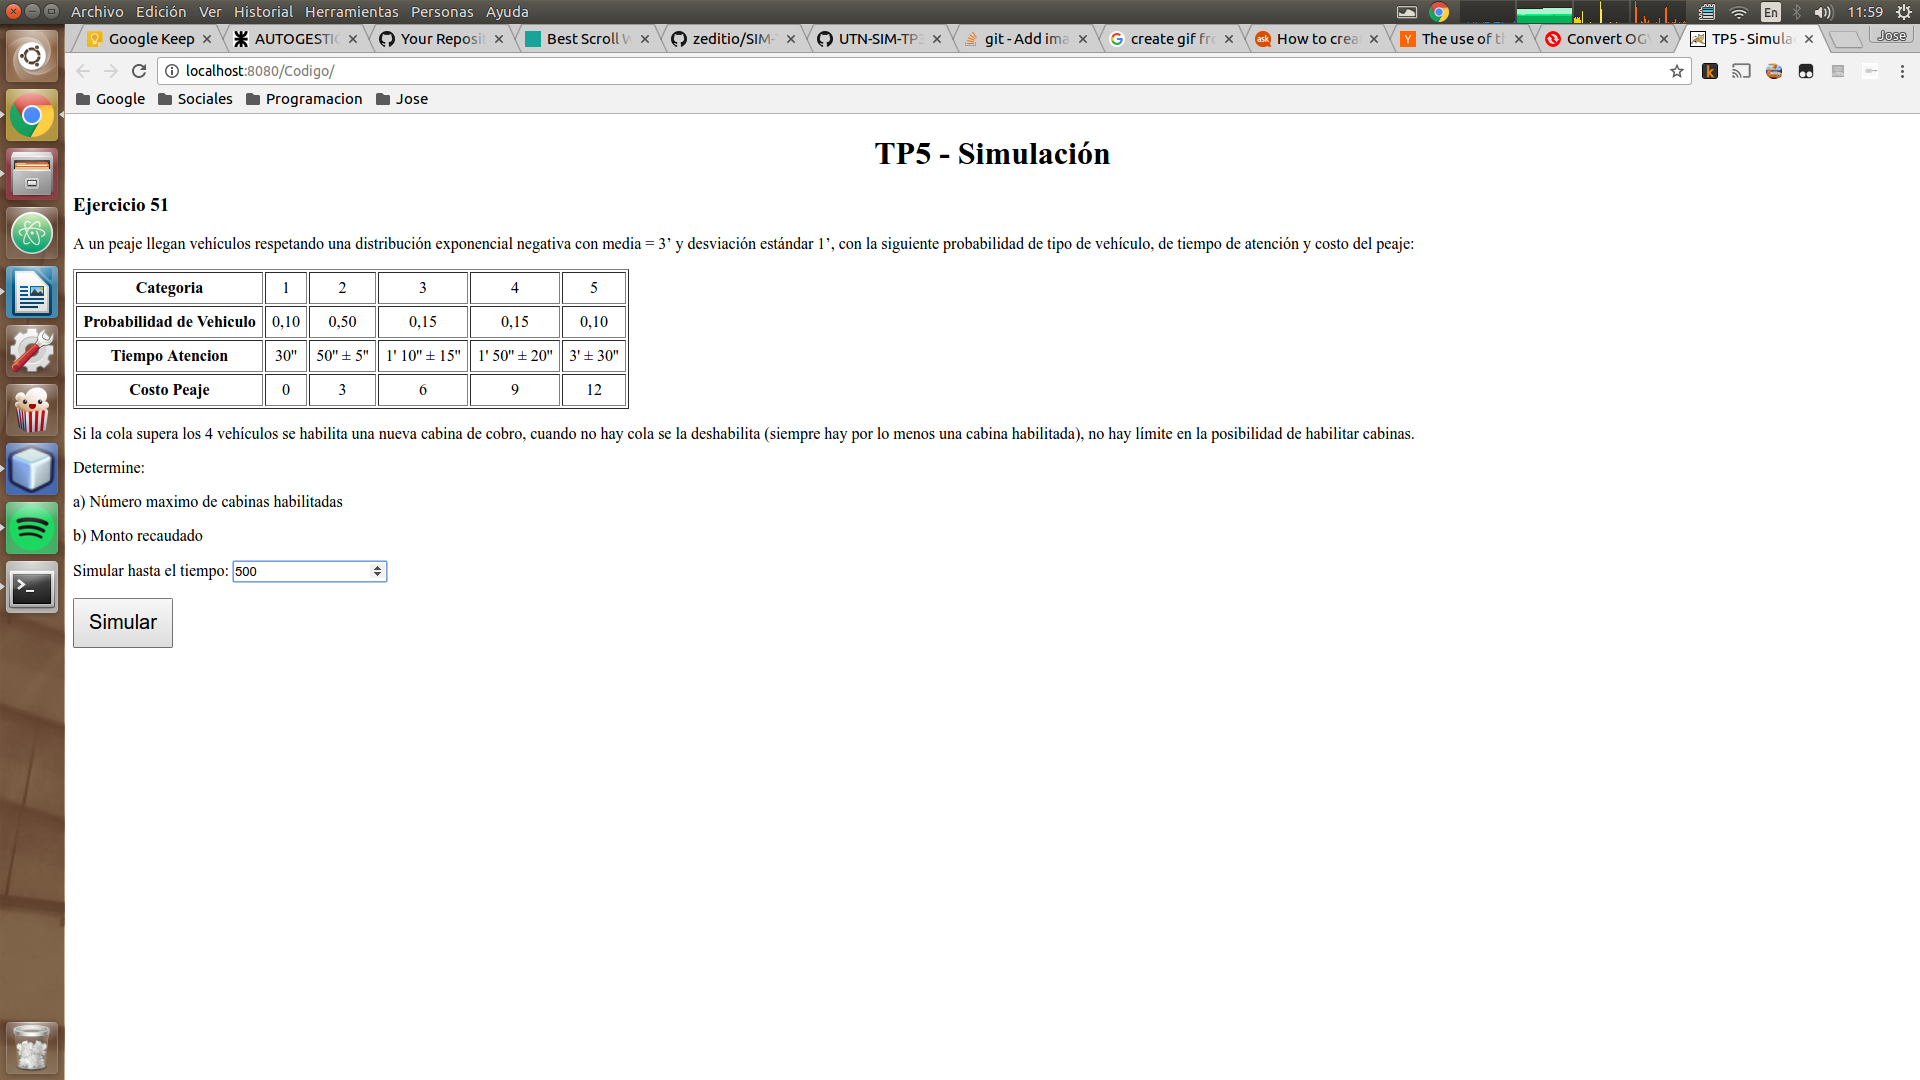 Archivo Edición Ver Historial Herramientas Personas Ayuda En 11:59
Google Keep AUTOGESTI Your Reposit Best Scroll zeditio/SIM- UTN-SIM-TP git - Add ima create gif fr How to crea The use of t Convert OG TP5 - Simula Jose
localhost:8080/Codigo/
Google Sociales Programacion Jose
TP5 - Simulación
Ejercicio 51
A un peaje llegan vehículos respetando una distribución exponencial negativa con media = 3’ y desviación estándar 1’, con la siguiente probabilidad de tipo de vehículo, de tiempo de atención y costo del peaje:
Categoria 1 2 3 4 5
Probabilidad de Vehiculo 0,10 0,50 0,15 0,15 0,10
Tiempo Atencion 30" 50" ± 5" 1' 10" ± 15" 1' 50" ± 20" 3' ± 30"
Costo Peaje 0 3 6 9 12
Si la cola supera los 4 vehículos se habilita una nueva cabina de cobro, cuando no hay cola se la deshabilita (siempre hay por lo menos una cabina habilitada), no hay límite en la posibilidad de habilitar cabinas.
Determine:
a) Número maximo de cabinas habilitadas
b) Monto recaudado
Simular hasta el tiempo: 500
Simular